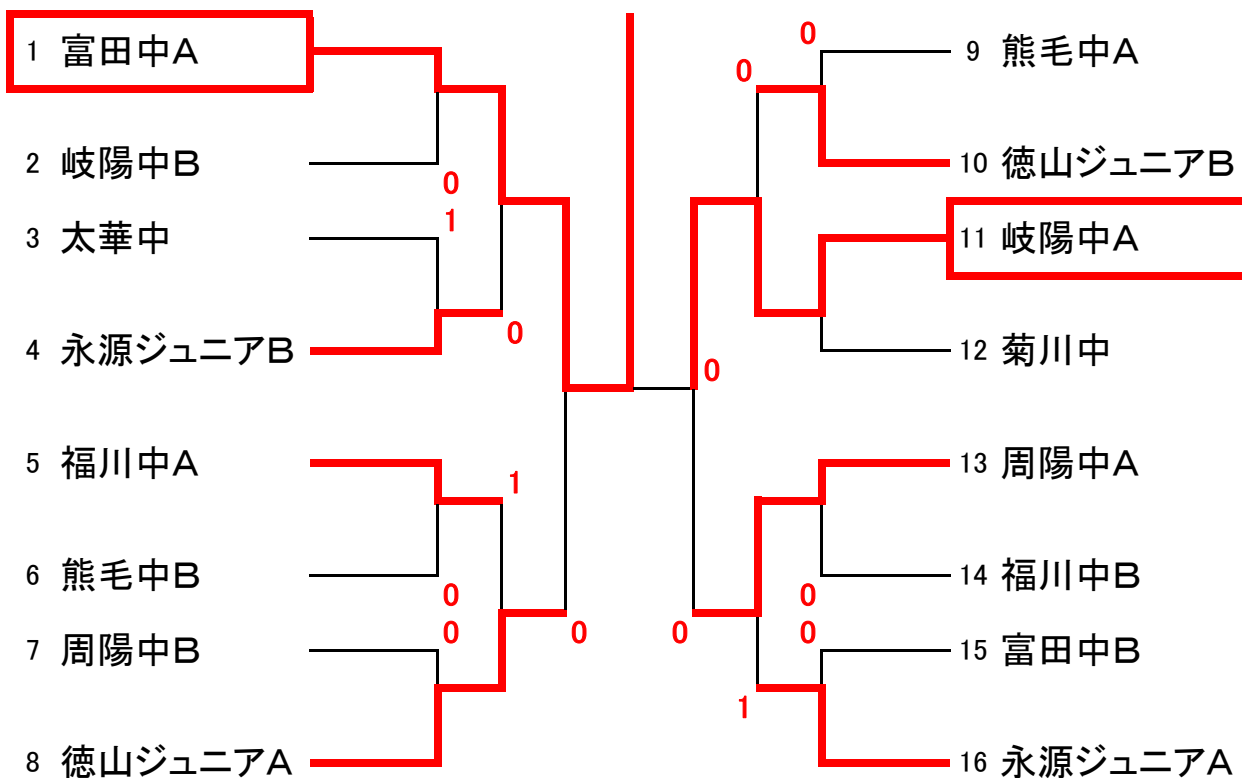 1 富田中A
2 岐陽中B
0
1
3 太華中
0
4 永源ジュニアB
5 福川中A
1
6 熊毛中B
0
0
7 周陽中B
0
8 徳山ジュニアA
0
9 熊毛中A
0
10 徳山ジュニアB
11 岐陽中A
12 菊川中
0
13 周陽中A
14 福川中B
0
0
15 富田中B
0
1
16 永源ジュニアA